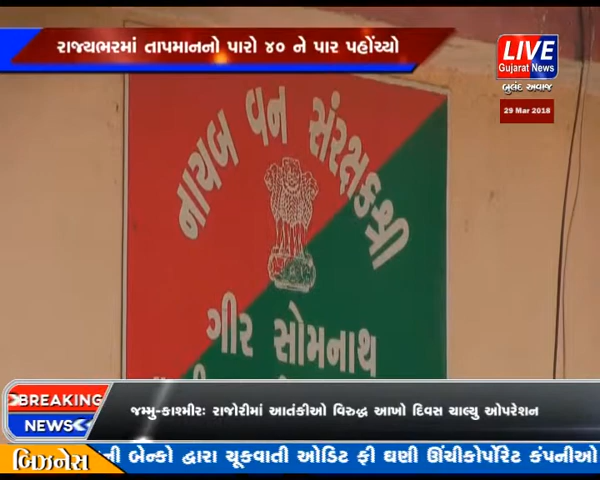 રાજ્યભરમાં તાપમાનનો પારો ૪૦ ને પાર પહોંચ્યો
LIVE
Gujarat News
બુલંદ અવાજ
29 Mar 2018
નાયબ વન સંરક્ષકશ્રી
ગીર સોમનાથ
BREAKING
NEWS
જમ્મુ-કાશ્મીરઃ રાજોરીમાં આતંકીઓ વિરુદ્ધ આખો દિવસ ચાલ્યુ ઓપરેશન
બિઝનેસ
ની બેન્કો દ્વારા ચૂકવાતી ઓડિટ ફી ઘણી ઊંચીકોર્પોરેટ કંપનીઓ